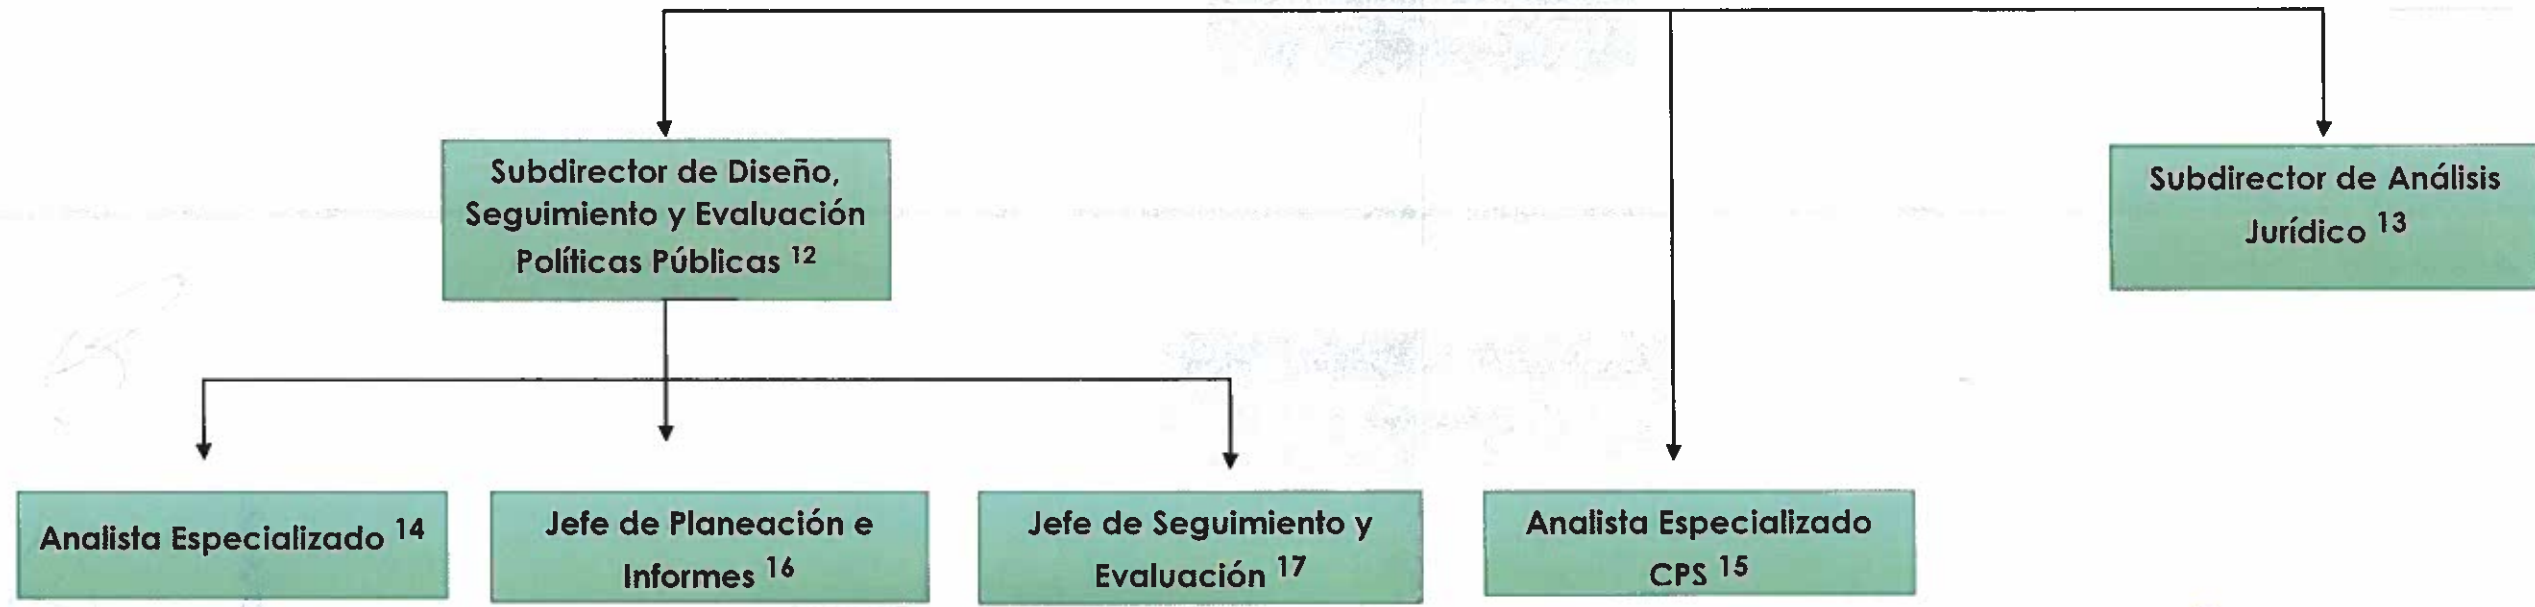 Subdirector de Diseño,
Seguimiento y Evaluación
Políticas Públicas 12
Subdirector de Análisis
Jurídico 13
Analista Especializado 14
Jefe de Planeación e
Informes 16
Jefe de Seguimiento y
Evaluación 17
Analista Especializado
CPS 15